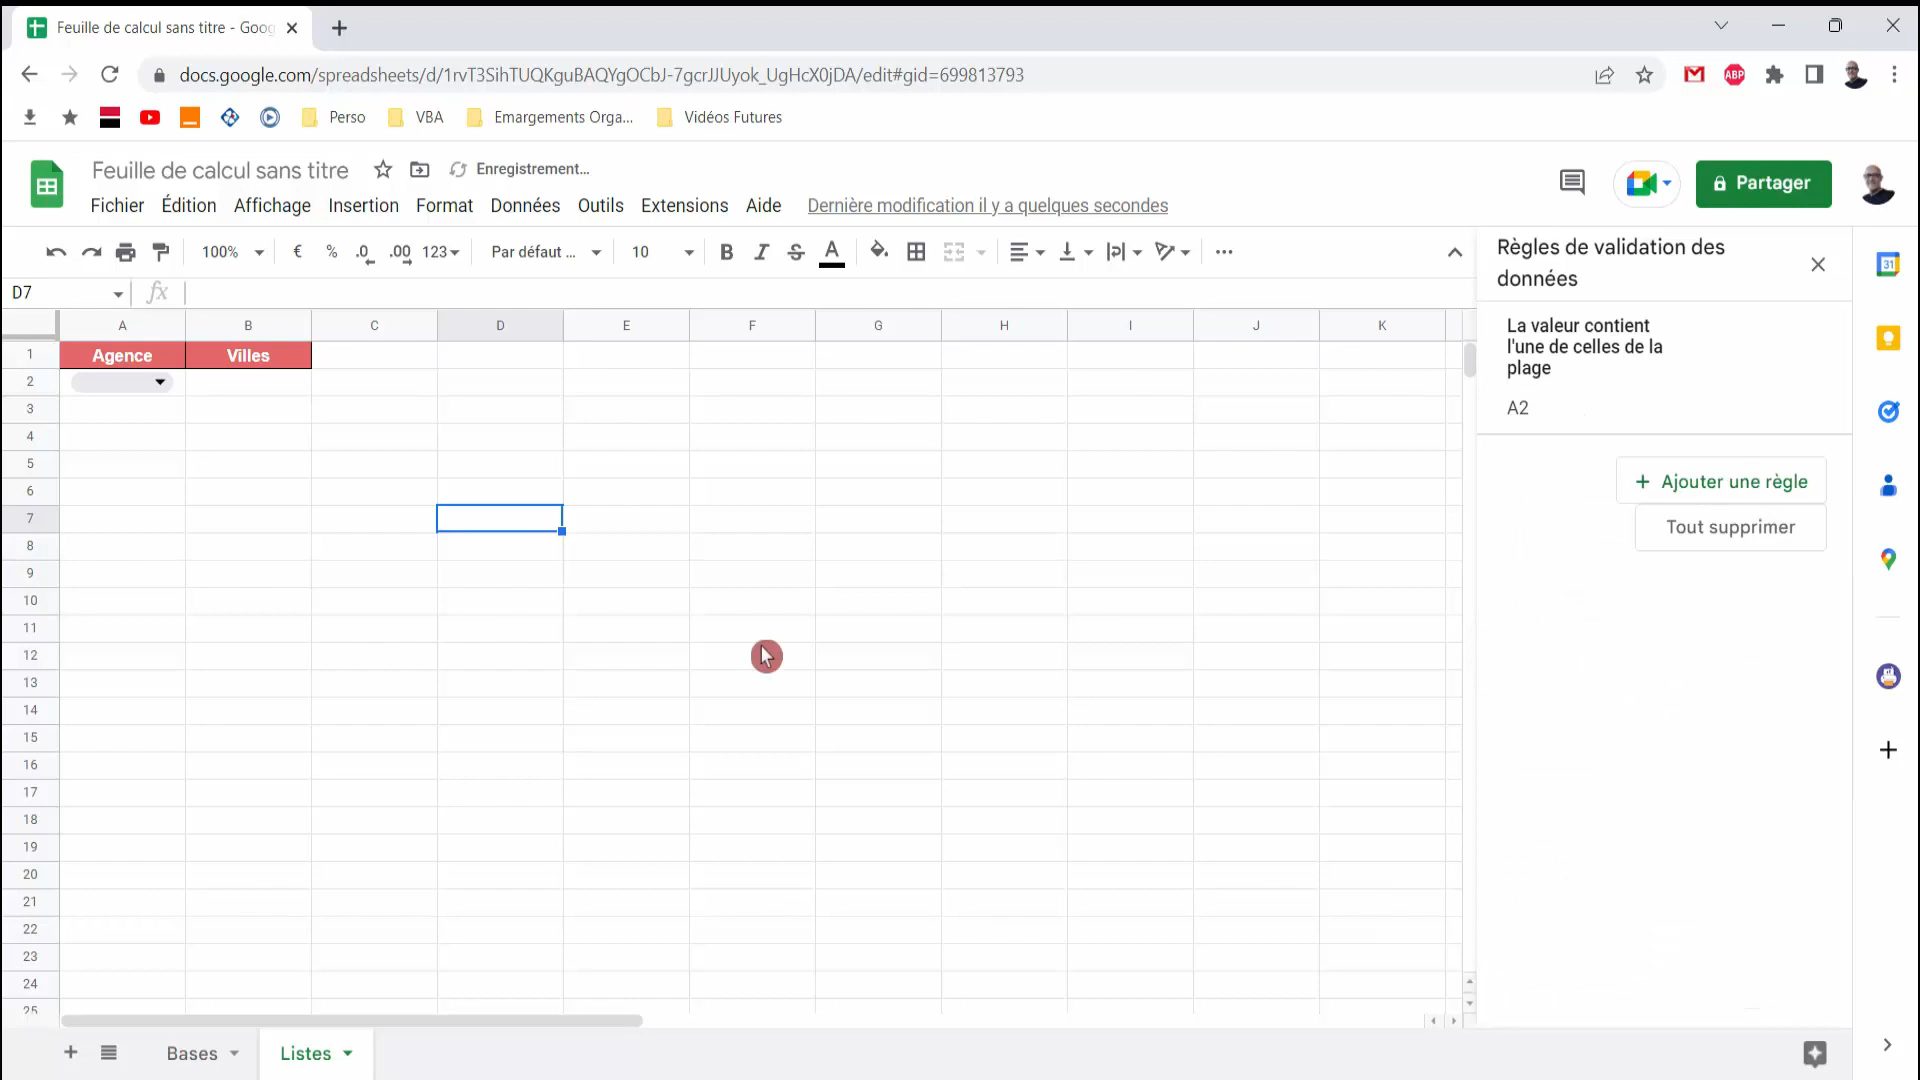 Feuille de calcul sans titre - Goog
docs.google.com/spreadsheets/d/1rvT3SihTUQKguBAQYgOCbJ-7gcrJJUyok_UgHcX0jDA/edit#gid=699813793
ABP
Perso
VBA
Emargements Orga...
Vidéos Futures
Feuille de calcul sans titre
Enregistrement...
Partager
Fichier Édition Affichage Insertion Format Données Outils Extensions Aide Dernière modification il y a quelques secondes
100% € % .0 .00 123 Par défaut ... 10 B I S A
Règles de validation des
données
31
D7 fx
A B C D E F G H I J K
La valeur contient
l'une de celles de la
plage
A2
1 Agence Villes
2
3
4
5
6
7
8
9
10
11
12
13
14
15
16
17
18
19
20
21
22
23
24
25
+ Ajouter une règle
Tout supprimer
Bases
Listes